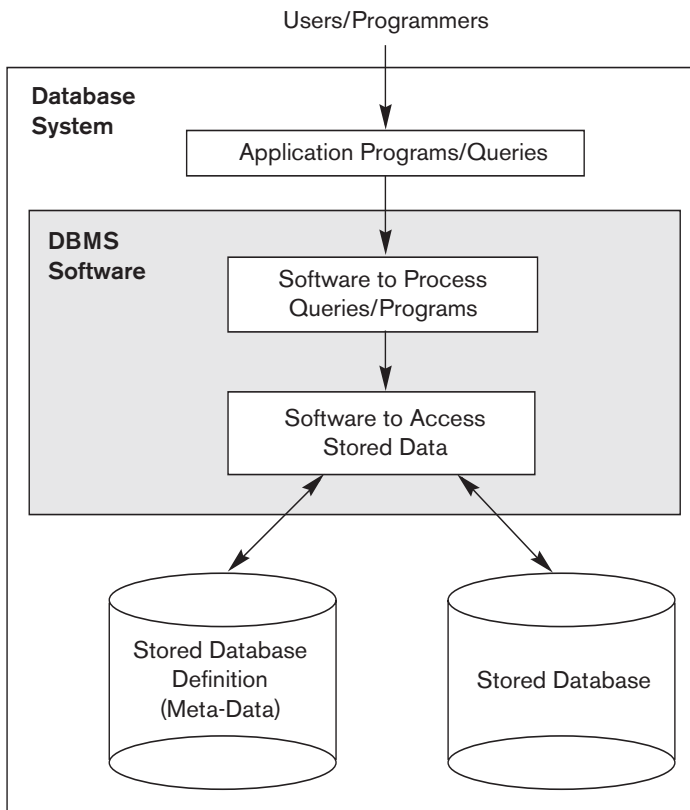 Users/Programmers
Database
System
Application Programs/Queries
DBMS
Software
Software to Process
Queries/Programs
Software to Access
Stored Data
Stored Database
Definition
(Meta-Data)
Stored Database